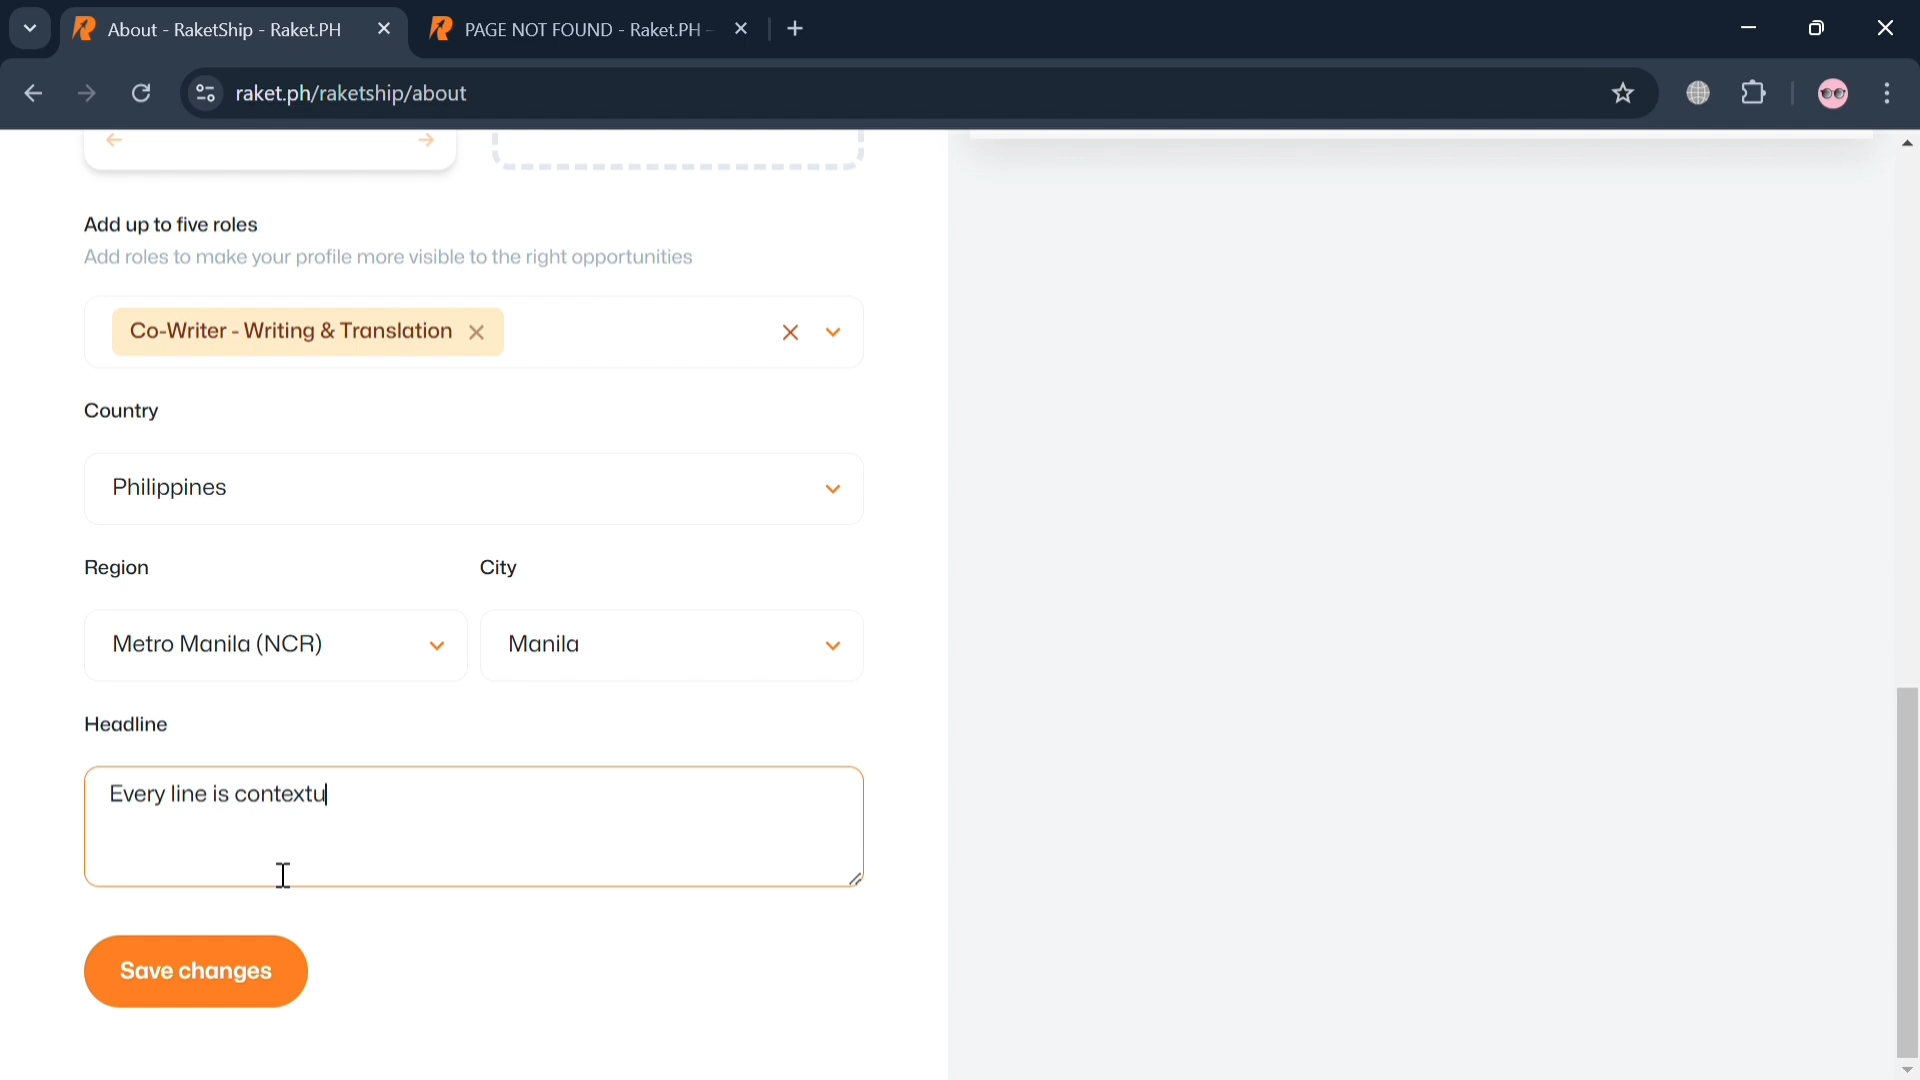 About - RaketShip - Raket.PH
PAGE NOT FOUND - Raket.PH -
raket.ph/raketship/about
Add up to five roles
Add roles to make your profile more visible to the right opportunities
Co-Writer - Writing & Translation
Country
Philippines
Region City
Metro Manila (NCR) Manila
Headline
Every line is contextu
Save changes